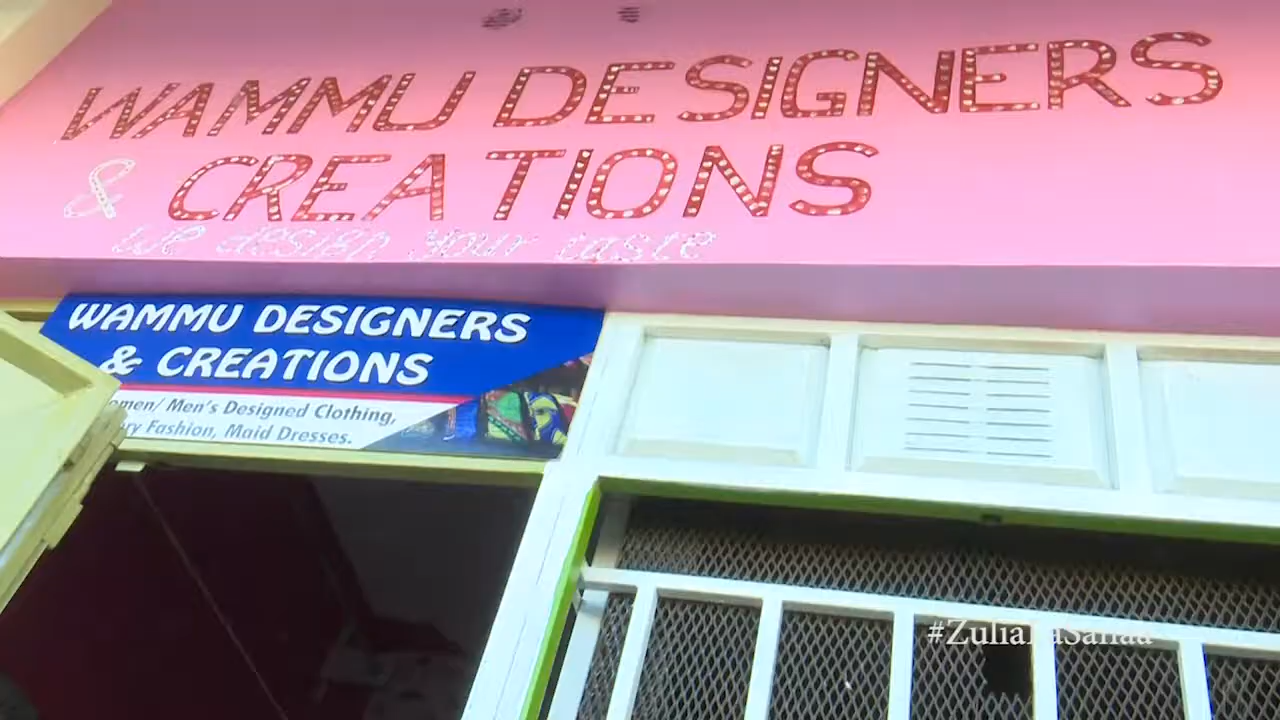 WAMMU DESIGNERS
& CREATIONS
we design your taste
WAMMU DESIGNERS
& CREATIONS
Men's Designed Clothing,
Fashion, Maid Dresses.